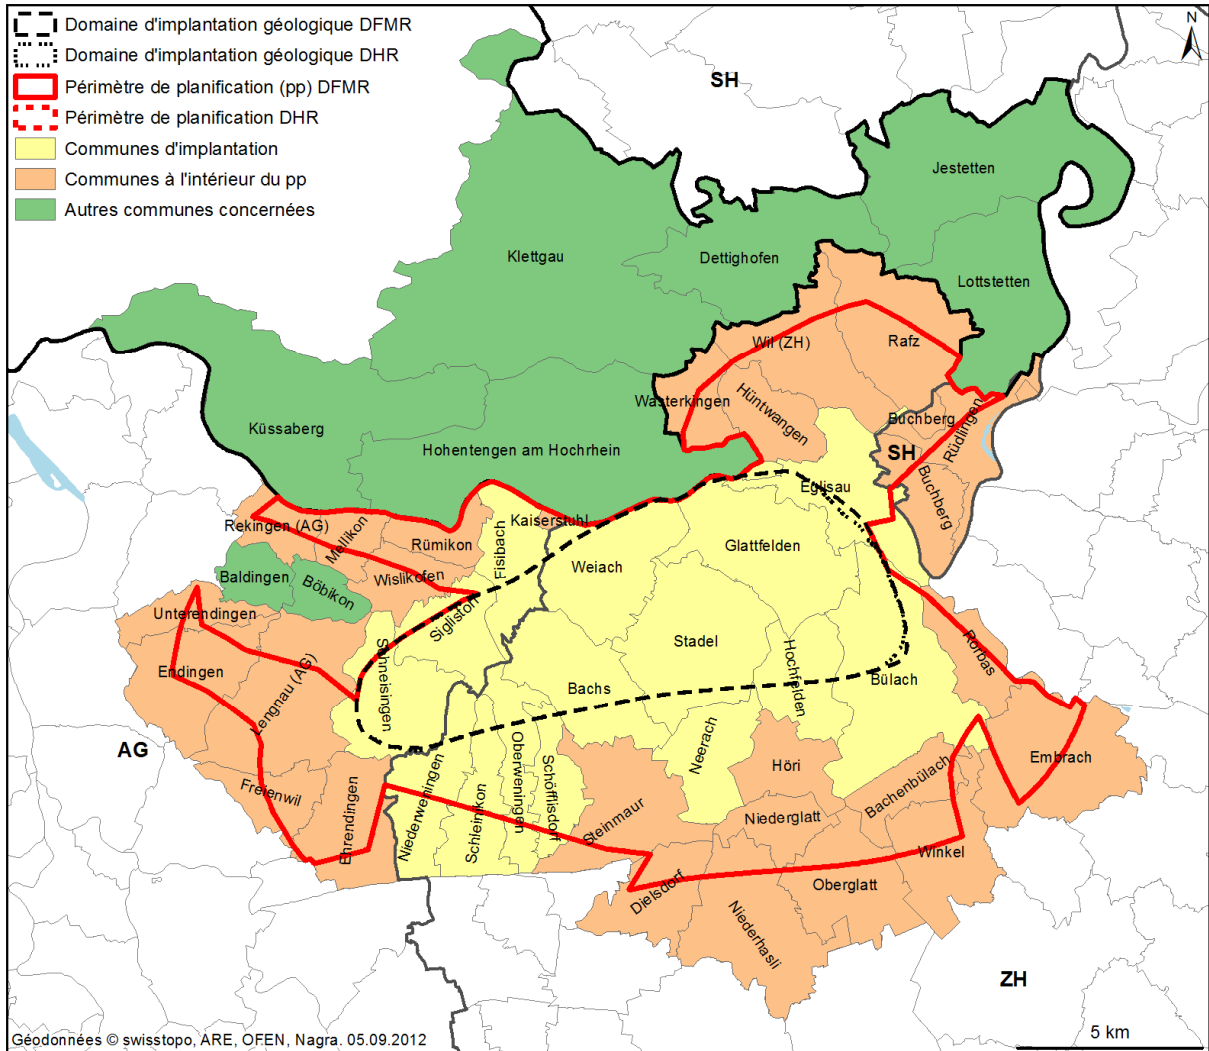 Domaine d'implantation géologique DFMR
Domaine d'implantation géologique DHR
Périmètre de planification (pp) DFMR
Périmètre de planification DHR
Communes d'implantation
Communes à l'intérieur du pp
Autres communes concernées
N
SH
Jestetten
Klettgau
Dettighofen
Lottstetten
Wil (ZH)
Rafz
Wasterkingen
Hüntwangen
Buchberg
Rüdlingen
Küssaberg
Hohentengen am Hochrhein
SH
Buchberg
Eglisau
Rekingen (AG)
Mellikon
Rümikon
Kaiserstuhl
Fisibach
Glattfelden
Weiach
Baldingen
Böbikon
Wislikofen
Siglistorf
Unterendingen
Endingen
Lengnau (AG)
Schneisingen
Stadel
Hochfelden
Rorbas
Bachs
Bülach
AG
Neerach
Höri
Embrach
Freienwil
Ehrendingen
Niederweningen
Schleinikon
Oberweningen
Schöfflisdorf
Steinmaur
Niederglatt
Bachenbülach
Winkel
Dielsdorf
Oberglatt
Niederhasli
ZH
5 km
Géodonnées © swisstopo, ARE, OFEN, Nagra. 05.09.2012